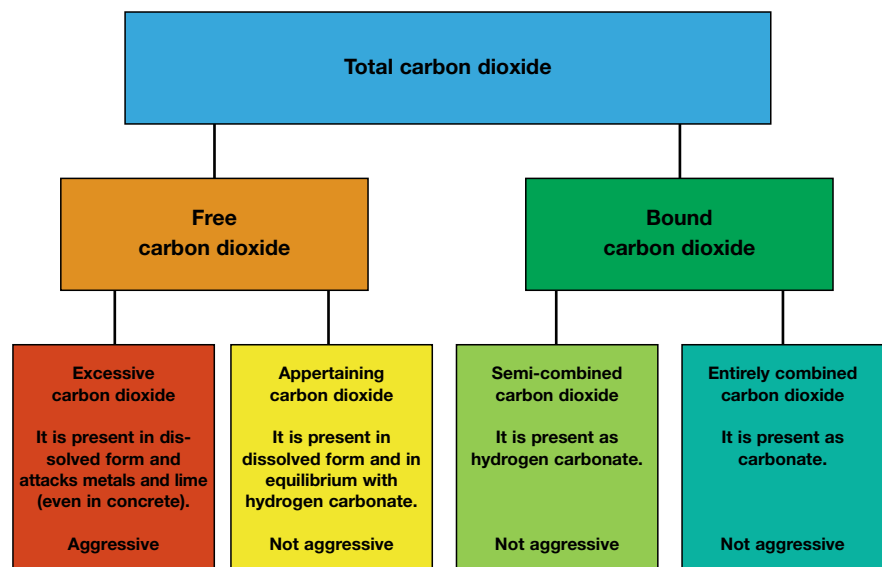 Total carbon dioxide
Free
carbon dioxide
Bound
carbon dioxide
Excessive
carbon dioxide
It is present in dis-
solved form and
attacks metals and lime
(even in concrete).
Aggressive
Appertaining
carbon dioxide
It is present in
dissolved form and in
equilibrium with
hydrogen carbonate.
Not aggressive
Semi-combined
carbon dioxide
It is present as
hydrogen carbonate.
Not aggressive
Entirely combined
carbon dioxide
It is present as
carbonate.
Not aggressive